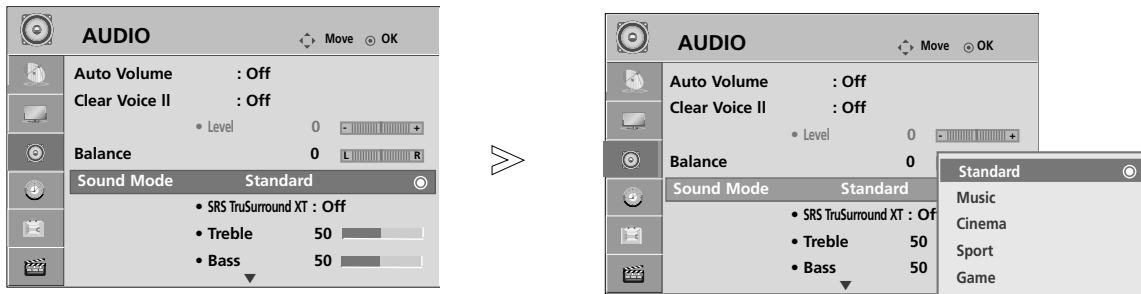 AUDIO
Move OK
Auto Volume : Off
Clear Voice II : Off
• Level 0 - +
Balance 0 L R
Sound Mode Standard
• SRS TruSurround XT : Off
• Treble 50
• Bass 50
AUDIO
Move OK
Auto Volume : Off
Clear Voice II : Off
• Level 0 - +
Balance 0
Sound Mode Standard
• SRS TruSurround XT : Of
• Treble 50
• Bass 50
Standard
Music
Cinema
Sport
Game